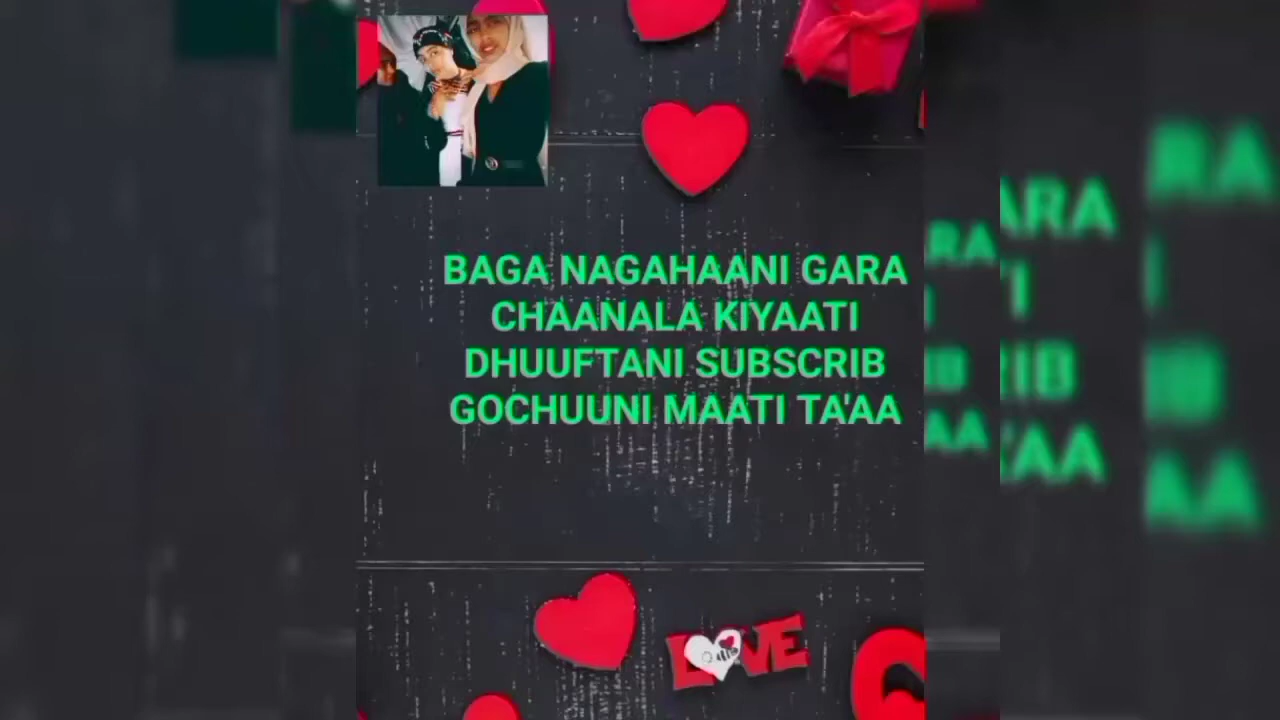 BAGA NAGAHAANI GARA
CHAANALA KIYAATI
DHUUFTANI SUBSCRIB
GOCHUUNI MAATI TA'AA
LOVE